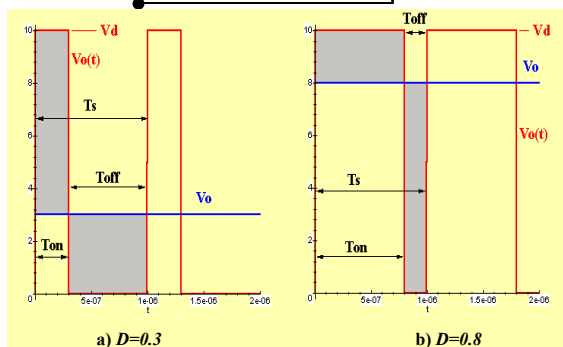 Toff
10 Vd 10 Vd
Vo(t) Vo
8 8
Ts
6 6 Vo(t)
Toff Ts
4 4
Vo
2 Ton 2 Ton
0 5e-07 1e-06 1.5e-06 2e-06 0 5e-07 1e-06 1.5e-06 2e-06
t t
a) D=0.3 b) D=0.8